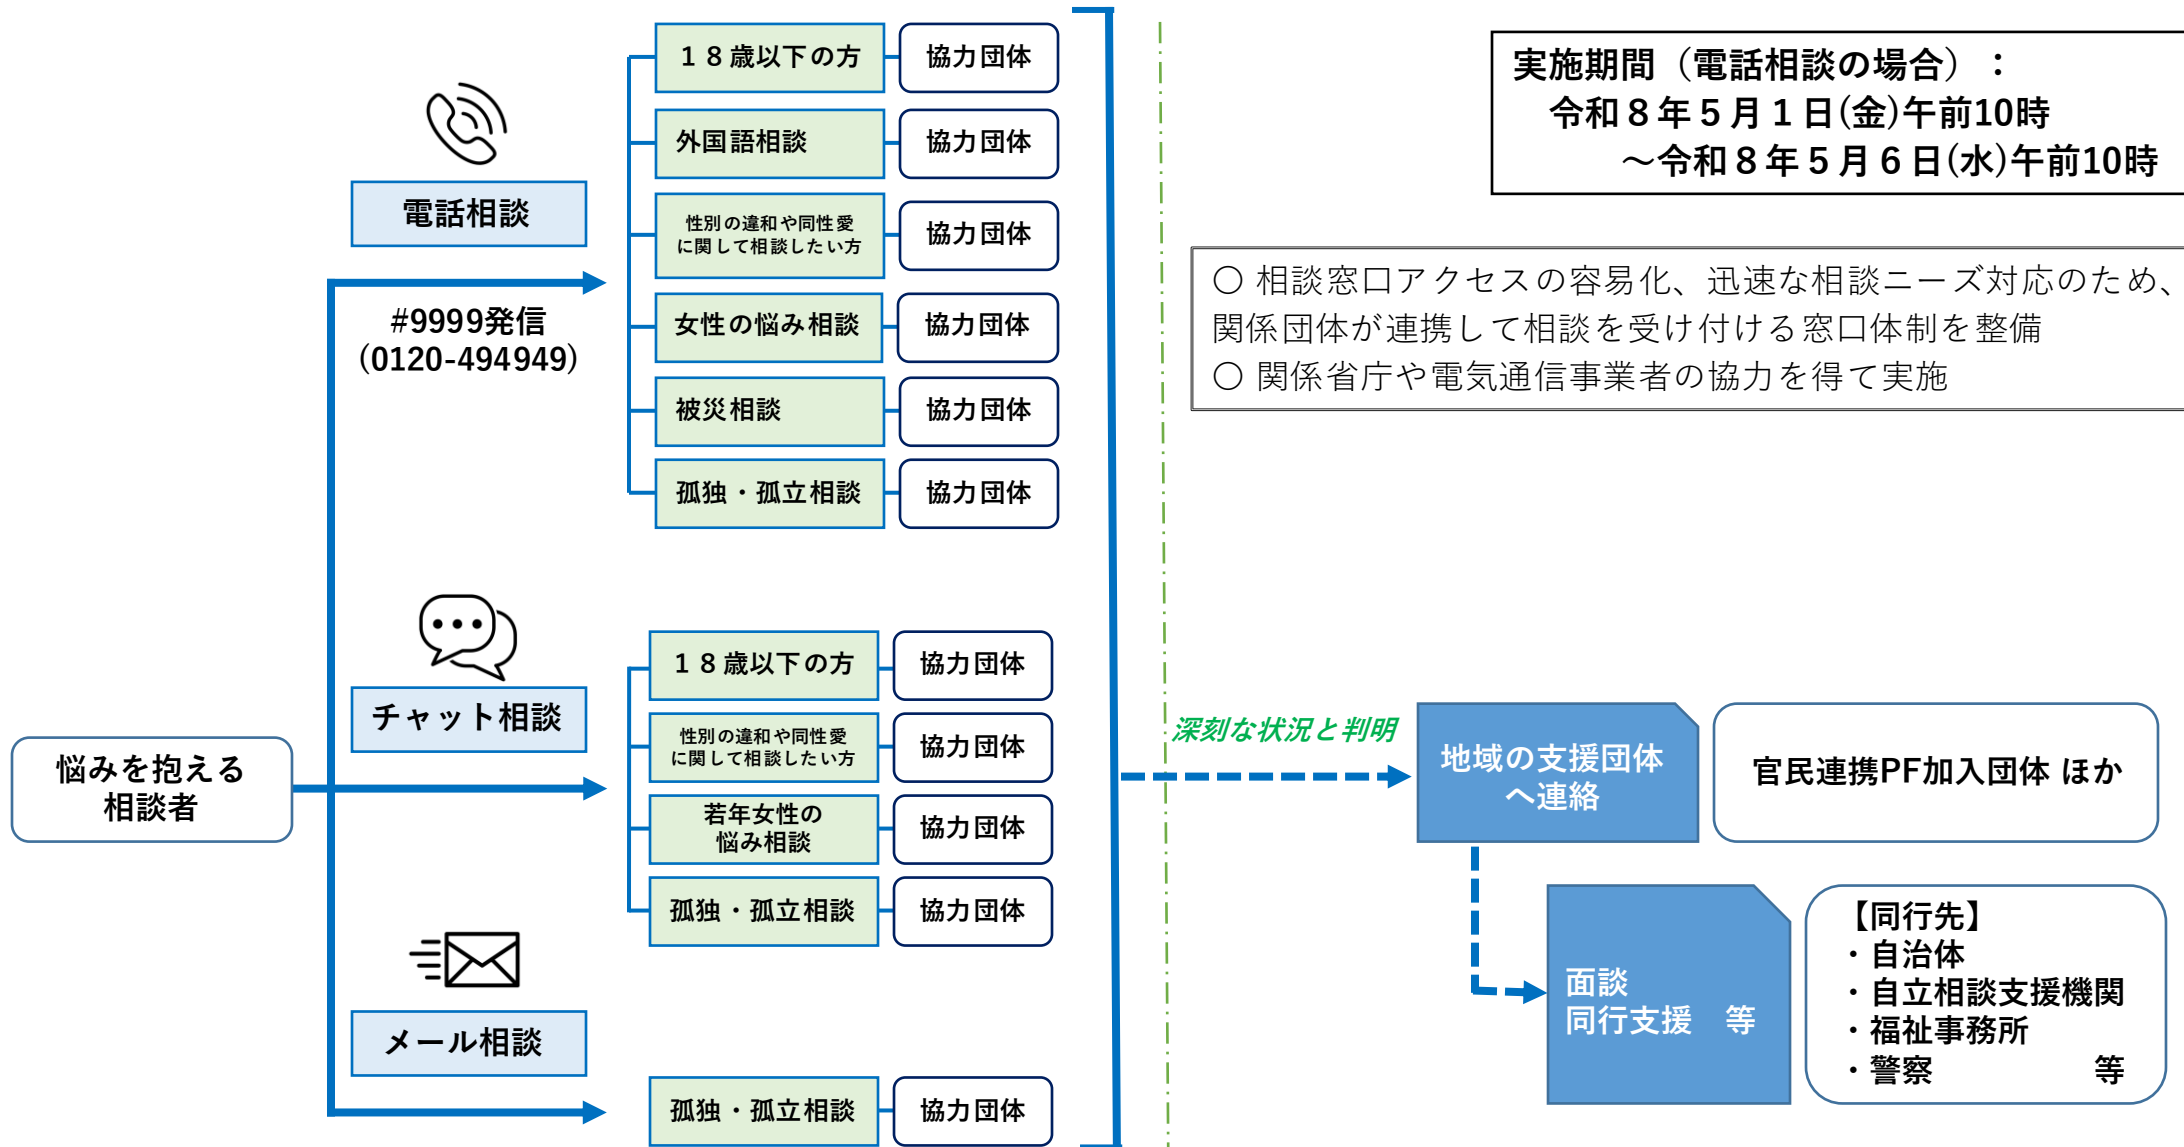 １８歳以下の方
協力団体
外国語相談
協力団体
電話相談
性別の違和や同性愛
に関して相談したい方
協力団体
#9999発信
(0120-494949)
女性の悩み相談
協力団体
被災相談
協力団体
孤独・孤立相談
協力団体
実施期間（電話相談の場合）：
令和８年５月１日(金)午前10時
～令和８年５月６日(水)午前10時
〇 相談窓口アクセスの容易化、迅速な相談ニーズ対応のため、
関係団体が連携して相談を受け付ける窓口体制を整備
〇 関係省庁や電気通信事業者の協力を得て実施
悩みを抱える
相談者
チャット相談
１８歳以下の方
協力団体
性別の違和や同性愛
に関して相談したい方
協力団体
若年女性の
悩み相談
協力団体
孤独・孤立相談
協力団体
メール相談
孤独・孤立相談
協力団体
深刻な状況と判明
地域の支援団体
へ連絡
官民連携PF加入団体 ほか
面談
同行支援　等
【同行先】
・自治体
・自立相談支援機関
・福祉事務所
・警察　　　　　等